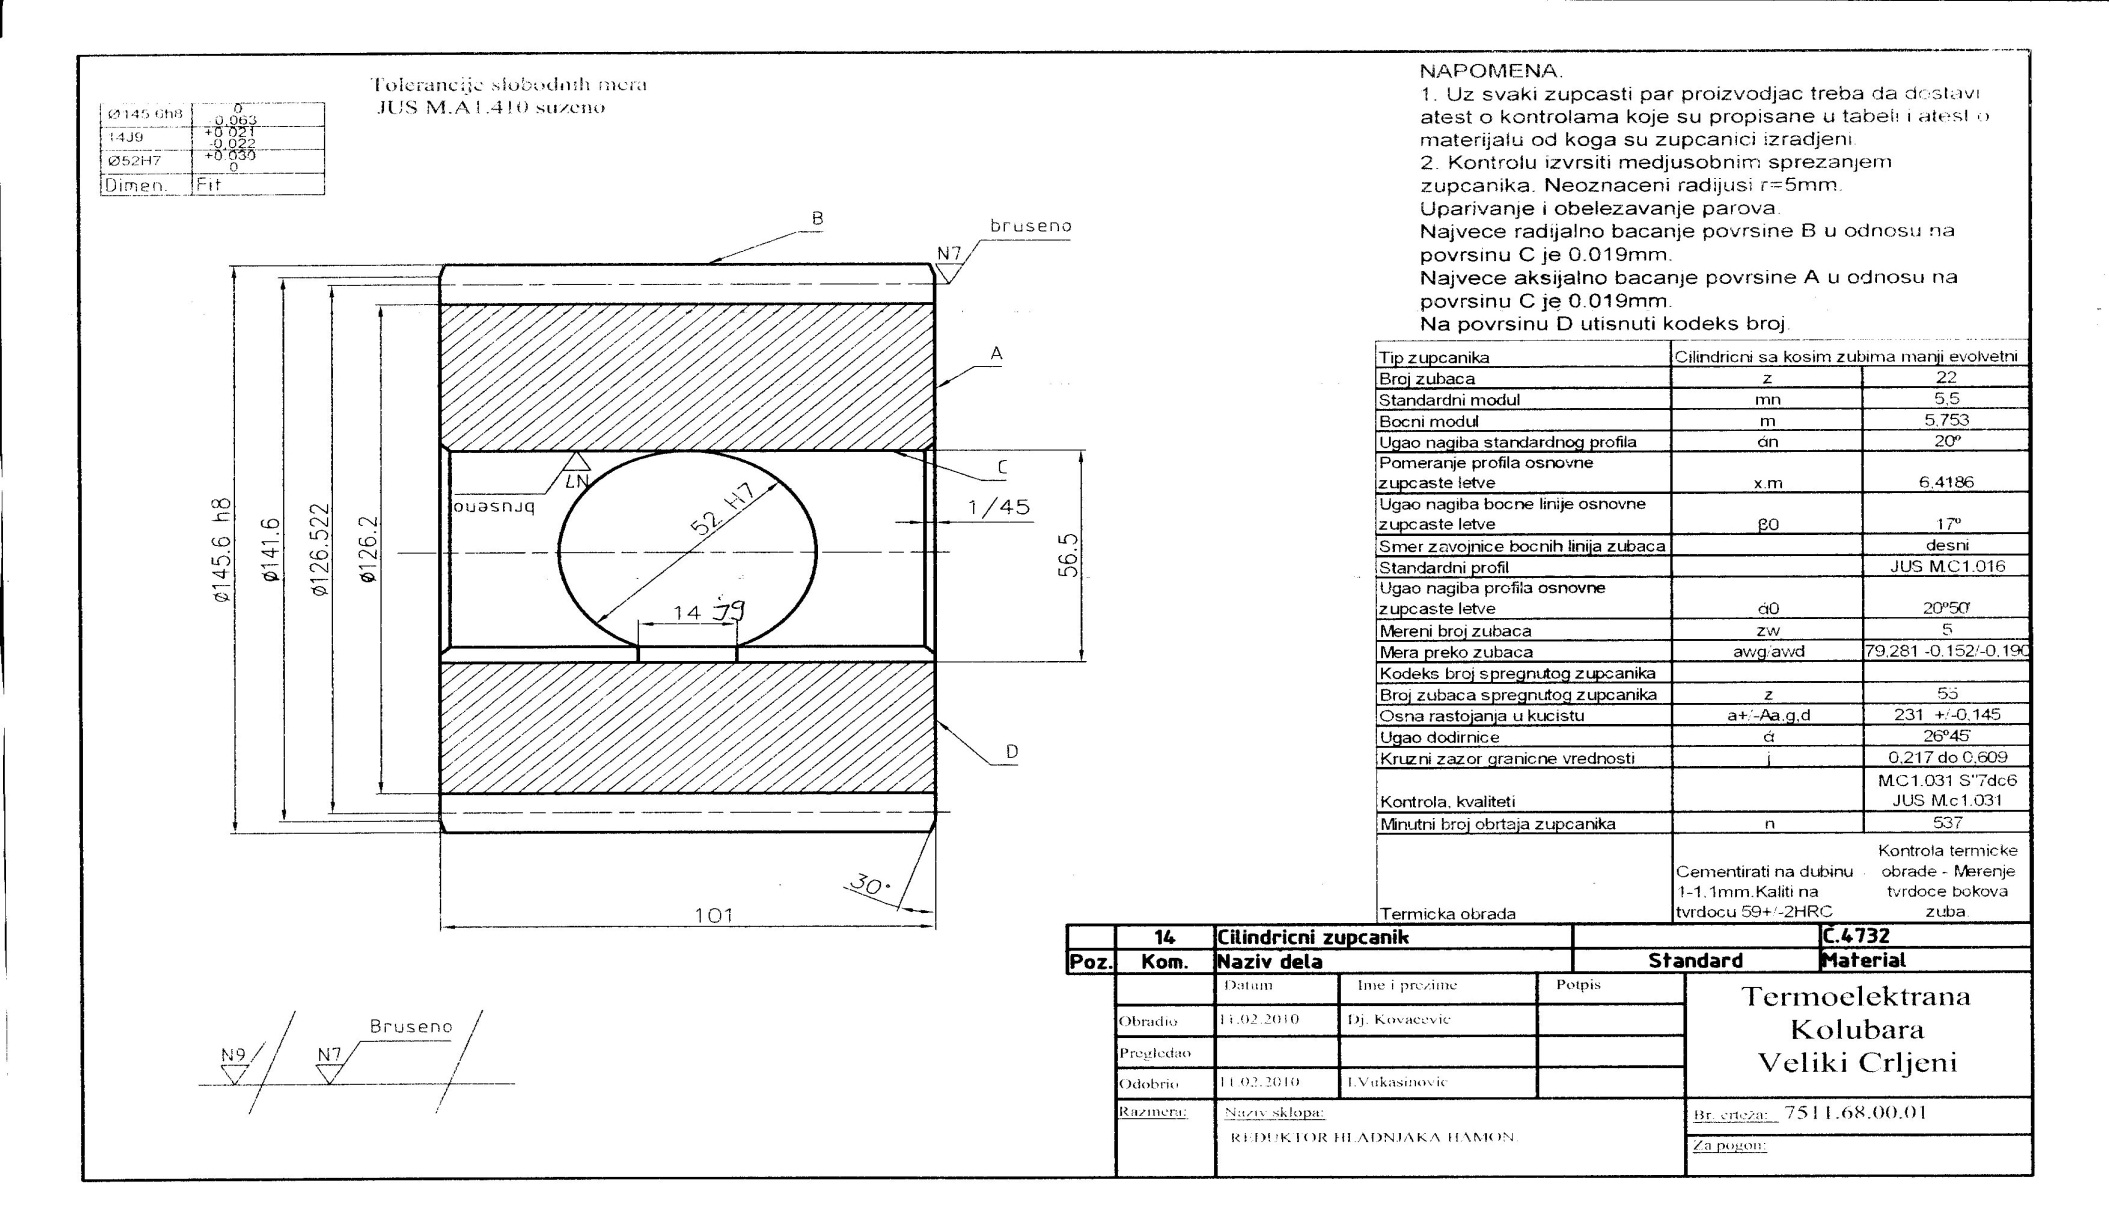 Tolerancije slobodnih mera
JUS M.A1.410 suzeno
Ø145.6h8 0 -0,063
14J9 +0.021 -0.022
Ø52H7 +0.030 0
Dimen. Fit
NAPOMENA.
1. Uz svaki zupcasti par proizvodjac treba da dostavi
atest o kontrolama koje su propisane u tabeli i atest o
materijalu od koga su zupcanici izradjeni.
2. Kontrolu izvrsiti medjusobnim sprezanjem
zupcanika. Neoznaceni radijusi r=5mm.
Uparivanje i obelezavanje parova.
Najvece radijalno bacanje povrsine B u odnosu na
povrsinu C je 0.019mm.
Najvece aksijalno bacanje povrsine A u odnosu na
povrsinu C je 0.019mm.
Na povrsinu D utisnuti kodeks broj.
B
bruseno
N7
A
C
N7
bruseno
52 H7
1/45
56.5
14 J9
ø145.6 h8
ø141.6
ø126.522
ø126.2
D
30°
101
Tip zupcanika Cilindricni sa kosim zubima manji evolvetni
Broj zubaca z 22
Standardni modul mn 5,5
Bocni modul m 5,753
Ugao nagiba standardnog profila án 20º
Pomeranje profila osnovne
zupcaste letve x.m 6,4186
Ugao nagiba bocne linije osnovne
zupcaste letve β0 17º
Smer zavojnice bocnih linija zubaca desni
Standardni profil JUS M.C1.016
Ugao nagiba profila osnovne
zupcaste letve á0 20º50'
Mereni broj zubaca zw 5
Mera preko zubaca awg/awd 79,281 -0,152/-0,190
Kodeks broj spregnutog zupcanika
Broj zubaca spregnutog zupcanika z
Osna rastojanja u kucistu a+/-Aa,g,d 231 +/-0,145
Ugao dodirnice á 26º45'
Kruzni zazor granicne vrednosti j 0,217 do 0,609
M.C1.031 S"7dc6
Kontrola, kvaliteti JUS M.c1.031
Minutni broj obrtaja zupcanika n 537
Termicka obrada
Cementirati na dubinu
1-1.1mm.Kaliti na
tvrdocu 59+/-2HRC
Kontrola termicke
obrade - Merenje
tvrdoce bokova
zuba.
14 Cilindricni zupcanik Č.4732
Poz. Kom. Naziv dela Standard Material
Datum Ime i prezime Potpis
Obradio 11.02.2010 Dj. Kovacevic
Pregledao
Odobrio 11.02.2010 I.Vukasinovic
Termoelektrana
Kolubara
Veliki Crljeni
Razmera: Naziv sklopa:
REDUKTOR HLADNJAKA HAMON
Br. crteža: 7511.68.00.01
Za pogon:
N9
N7
Bruseno